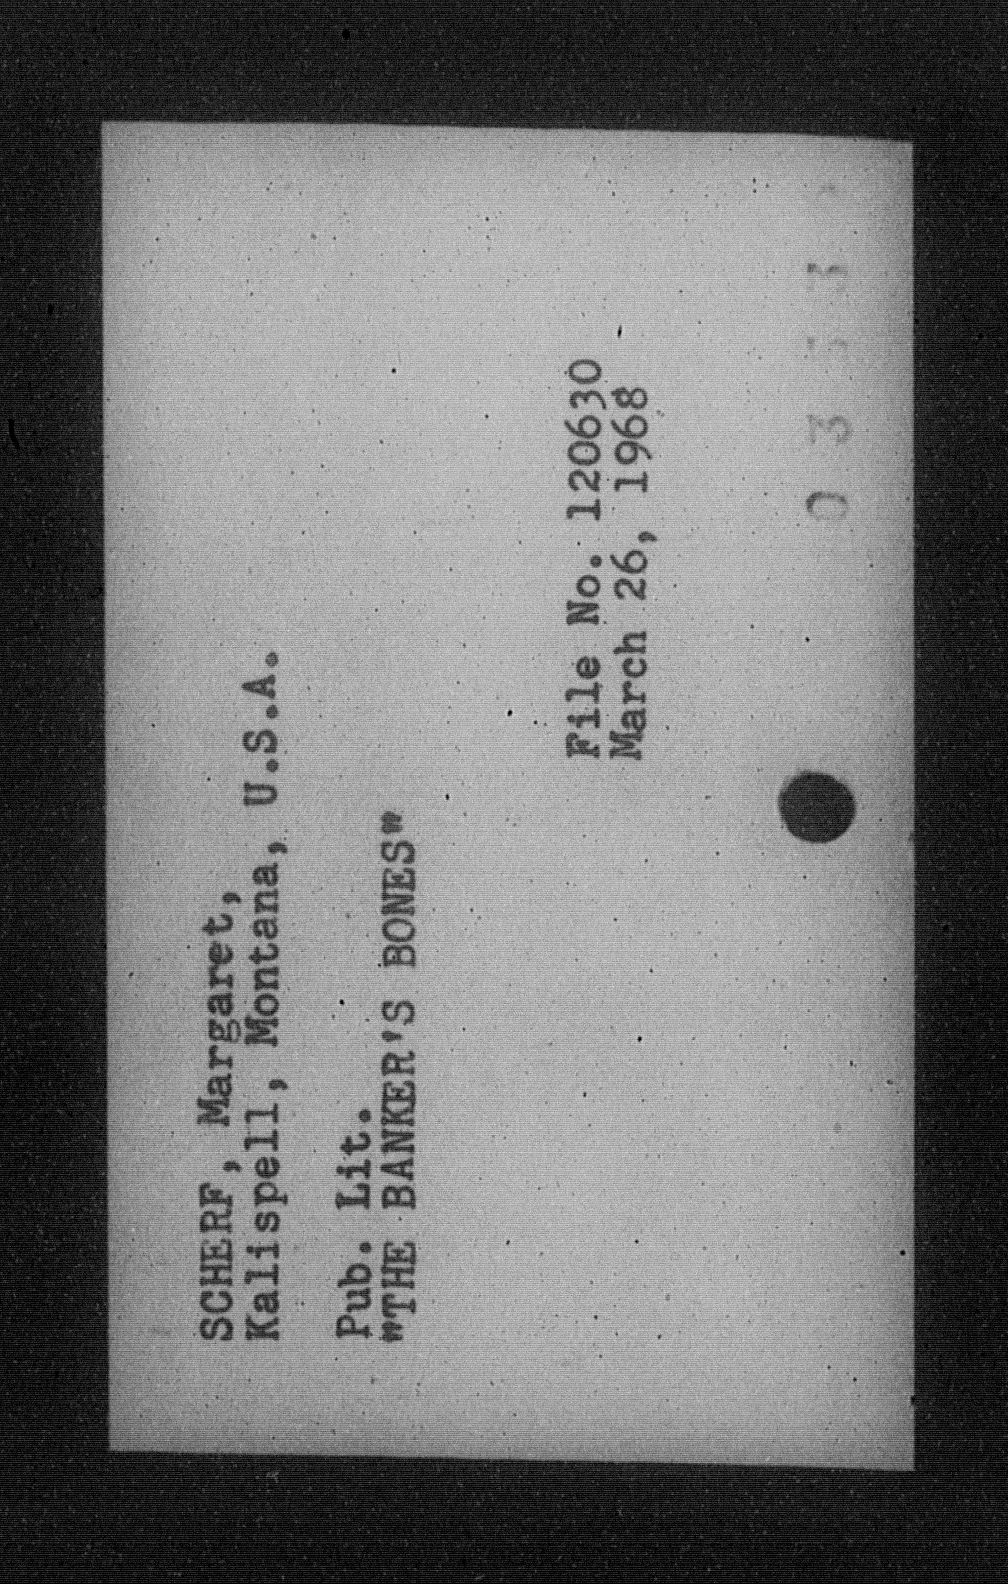 SCHERF, Margaret,
Kalispell, Montana, U.S.A.
Pub. Lit.
"THE BANKER'S BONES"
File No. 120630
March 26, 1968